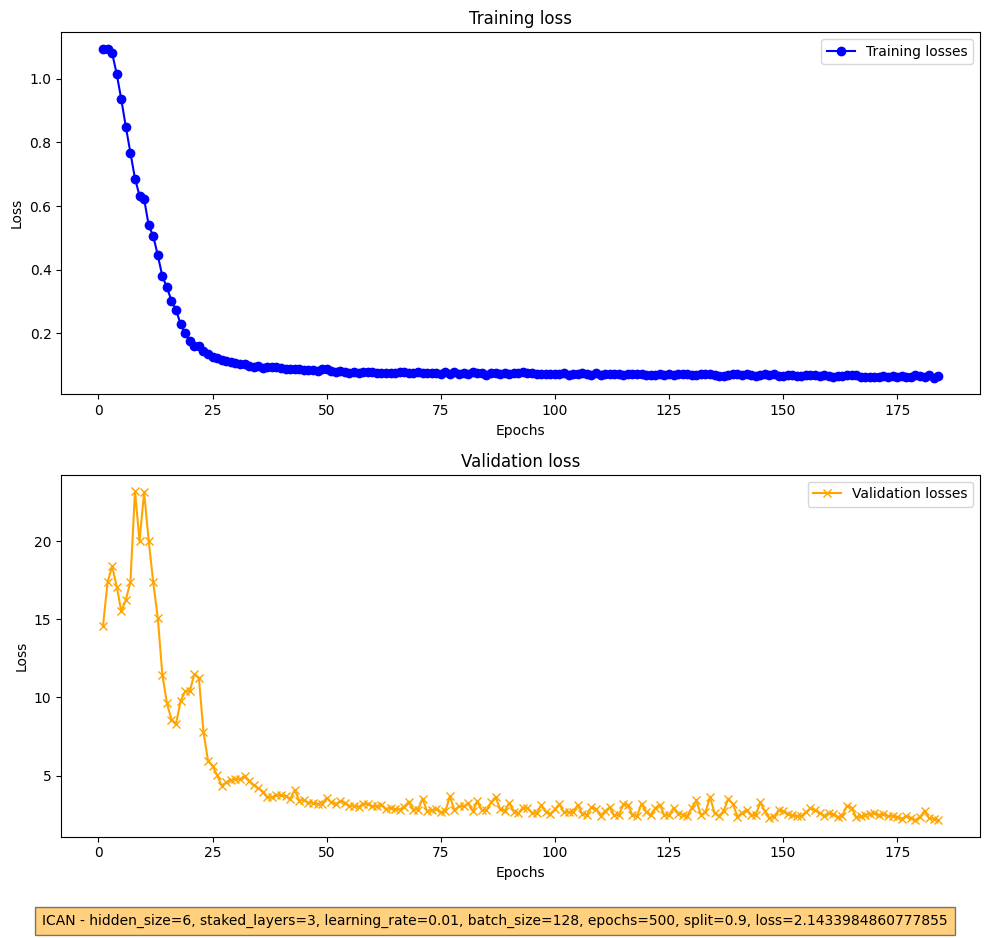 Training loss
Training losses
1.0
0.8
0.6
0.4
0.2
Loss
0 25 50 75 100 125 150 175
Epochs
Validation loss
Validation losses
20
15
10
5
Loss
0 25 50 75 100 125 150 175
Epochs
ICAN - hidden_size=6, staked_layers=3, learning_rate=0.01, batch_size=128, epochs=500, split=0.9, loss=2.1433984860777855